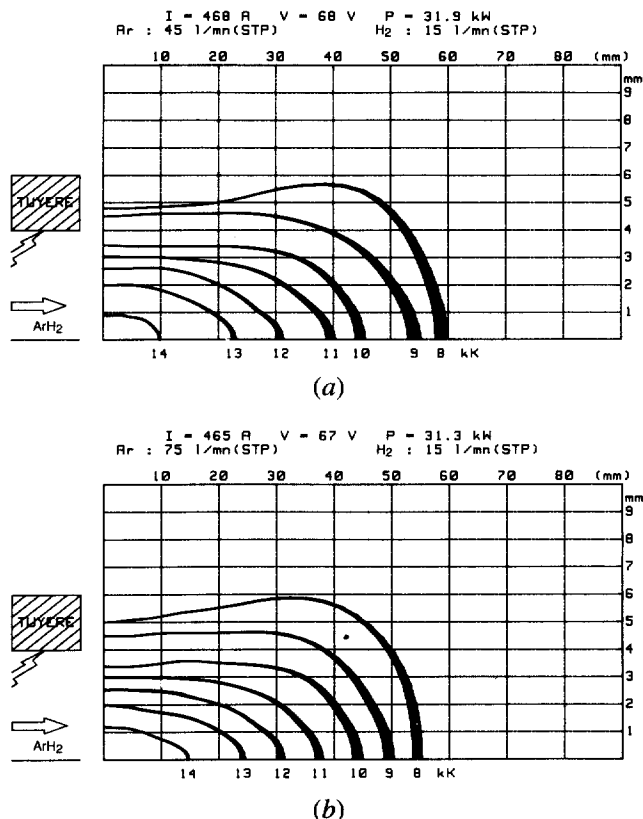 I = 468 A V = 68 V P = 31.9 kW
Ar : 45 l/mn(STP) H2 : 15 l/mn(STP)
10 20 30 40 50 60 70 80 (mm)
mm
9
8
7
6
5
4
3
2
1
TUYERE
ArH2
14 13 12 11 10 9 8 kK
(a)
I = 465 A V = 67 V P = 31.3 kW
Ar : 75 l/mn(STP) H2 : 15 l/mn(STP)
10 20 30 40 50 60 70 80 (mm)
mm
9
8
7
6
5
4
3
2
1
TUYERE
ArH2
14 13 12 11 10 9 8 kK
(b)